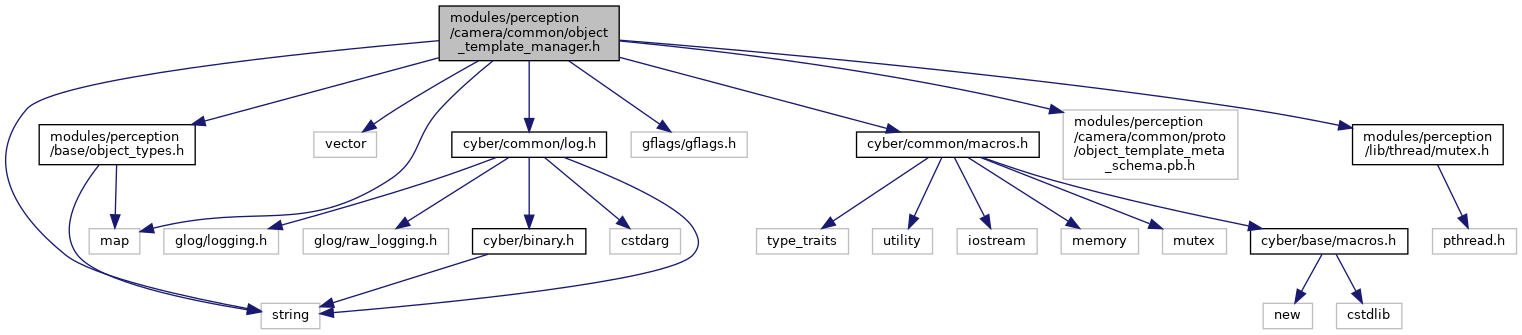 modules/perception
/camera/common/object
_template_manager.h
modules/perception
/base/object_types.h
vector
cyber/common/log.h
gflags/gflags.h
cyber/common/macros.h
modules/perception
/camera/common/proto
/object_template_meta
_schema.pb.h
modules/perception
/lib/thread/mutex.h
map
glog/logging.h
glog/raw_logging.h
cyber/binary.h
cstdarg
type_traits
utility
iostream
memory
mutex
cyber/base/macros.h
pthread.h
string
new
cstdlib